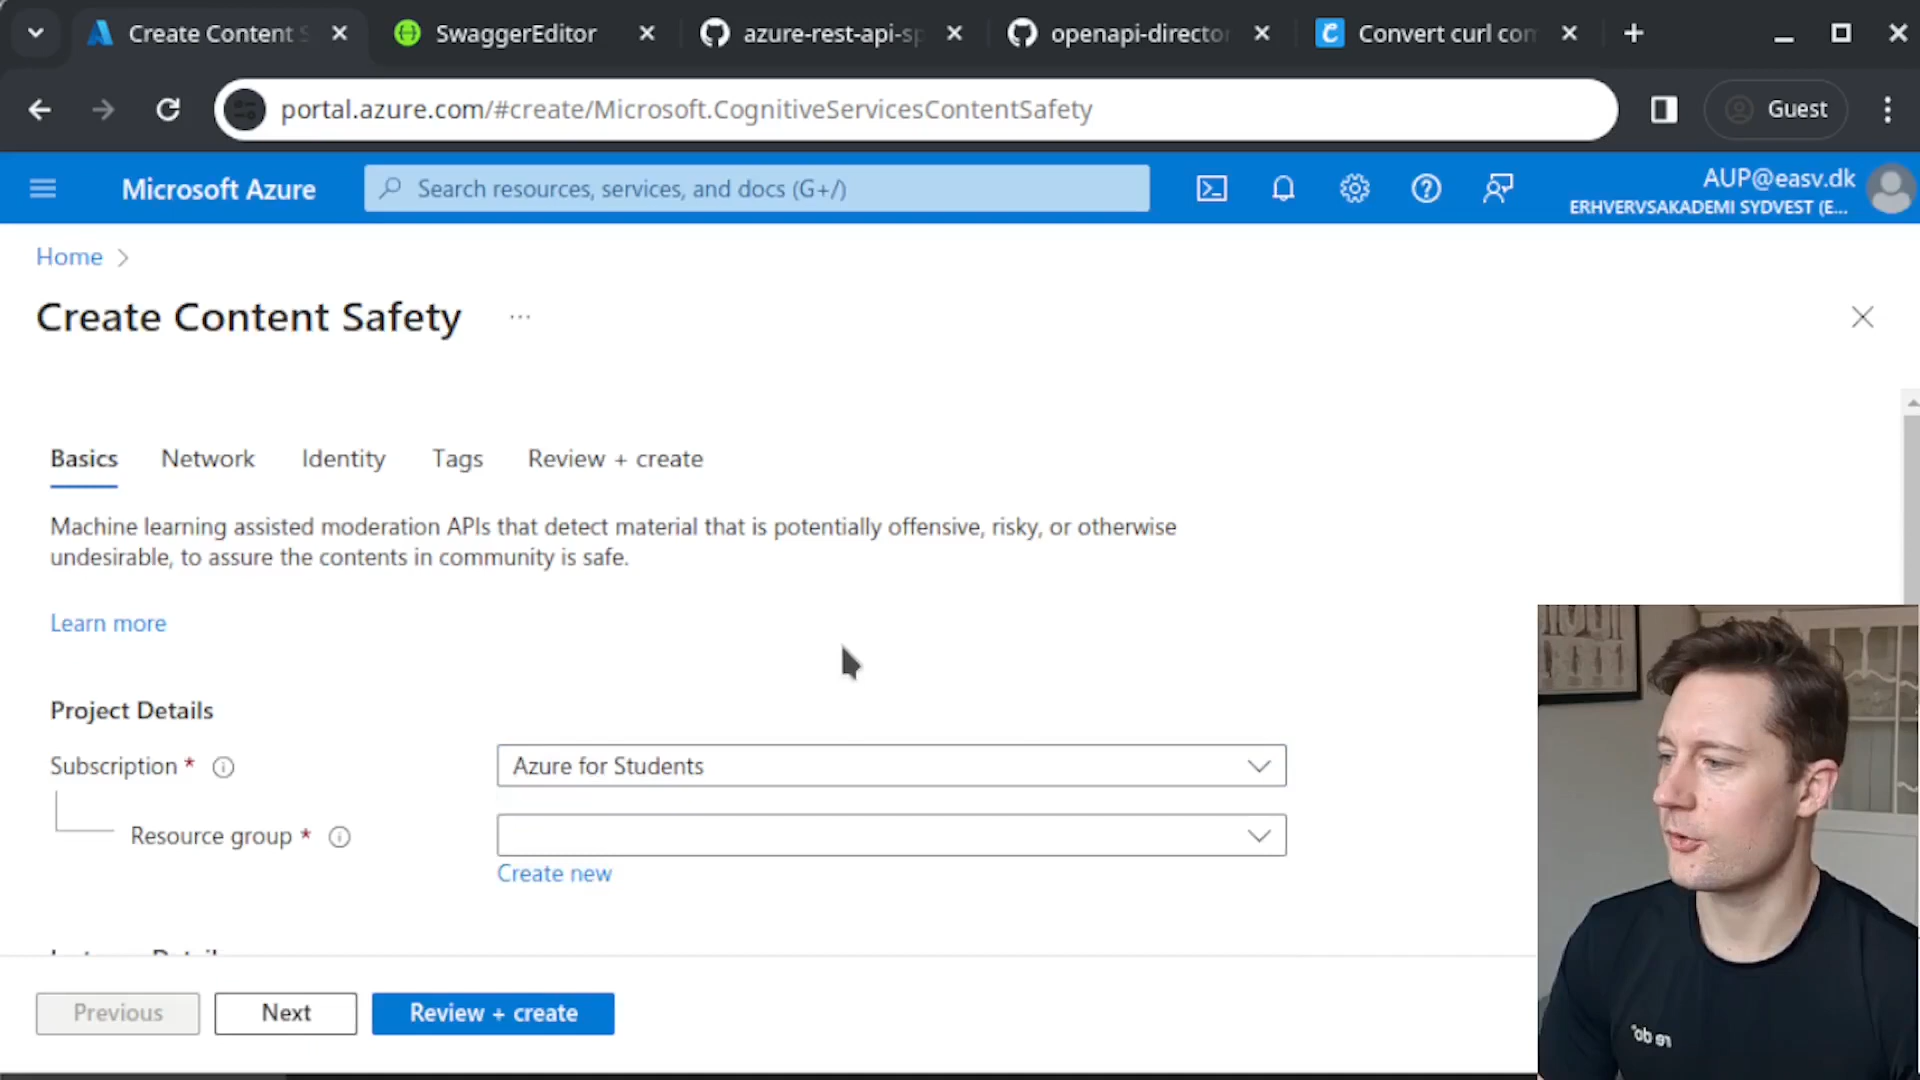 Create Content S
SwaggerEditor
azure-rest-api-sp
openapi-director
Convert curl com
portal.azure.com/#create/Microsoft.CognitiveServicesContentSafety
Guest
Microsoft Azure
Search resources, services, and docs (G+/)
AUP@easv.dk
ERHVERVSAKADEMI SYDVEST (E...
Home
Create Content Safety
...
Basics
Network
Identity
Tags
Review + create
Machine learning assisted moderation APIs that detect material that is potentially offensive, risky, or otherwise
undesirable, to assure the contents in community is safe.
Learn more
Project Details
Subscription *
Azure for Students
Resource group *
Create new
Previous
Next
Review + create